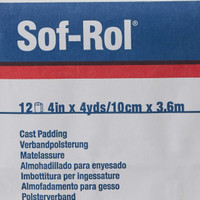 Sof-Rol®
12 4in x 4yds/10cm x 3.6m
Cast Padding
Verbandpolsterung
Matelassure
Almohadillado para enyesado
Imbottitura per ingessature
Almofadamento para gesso
Polsterverband